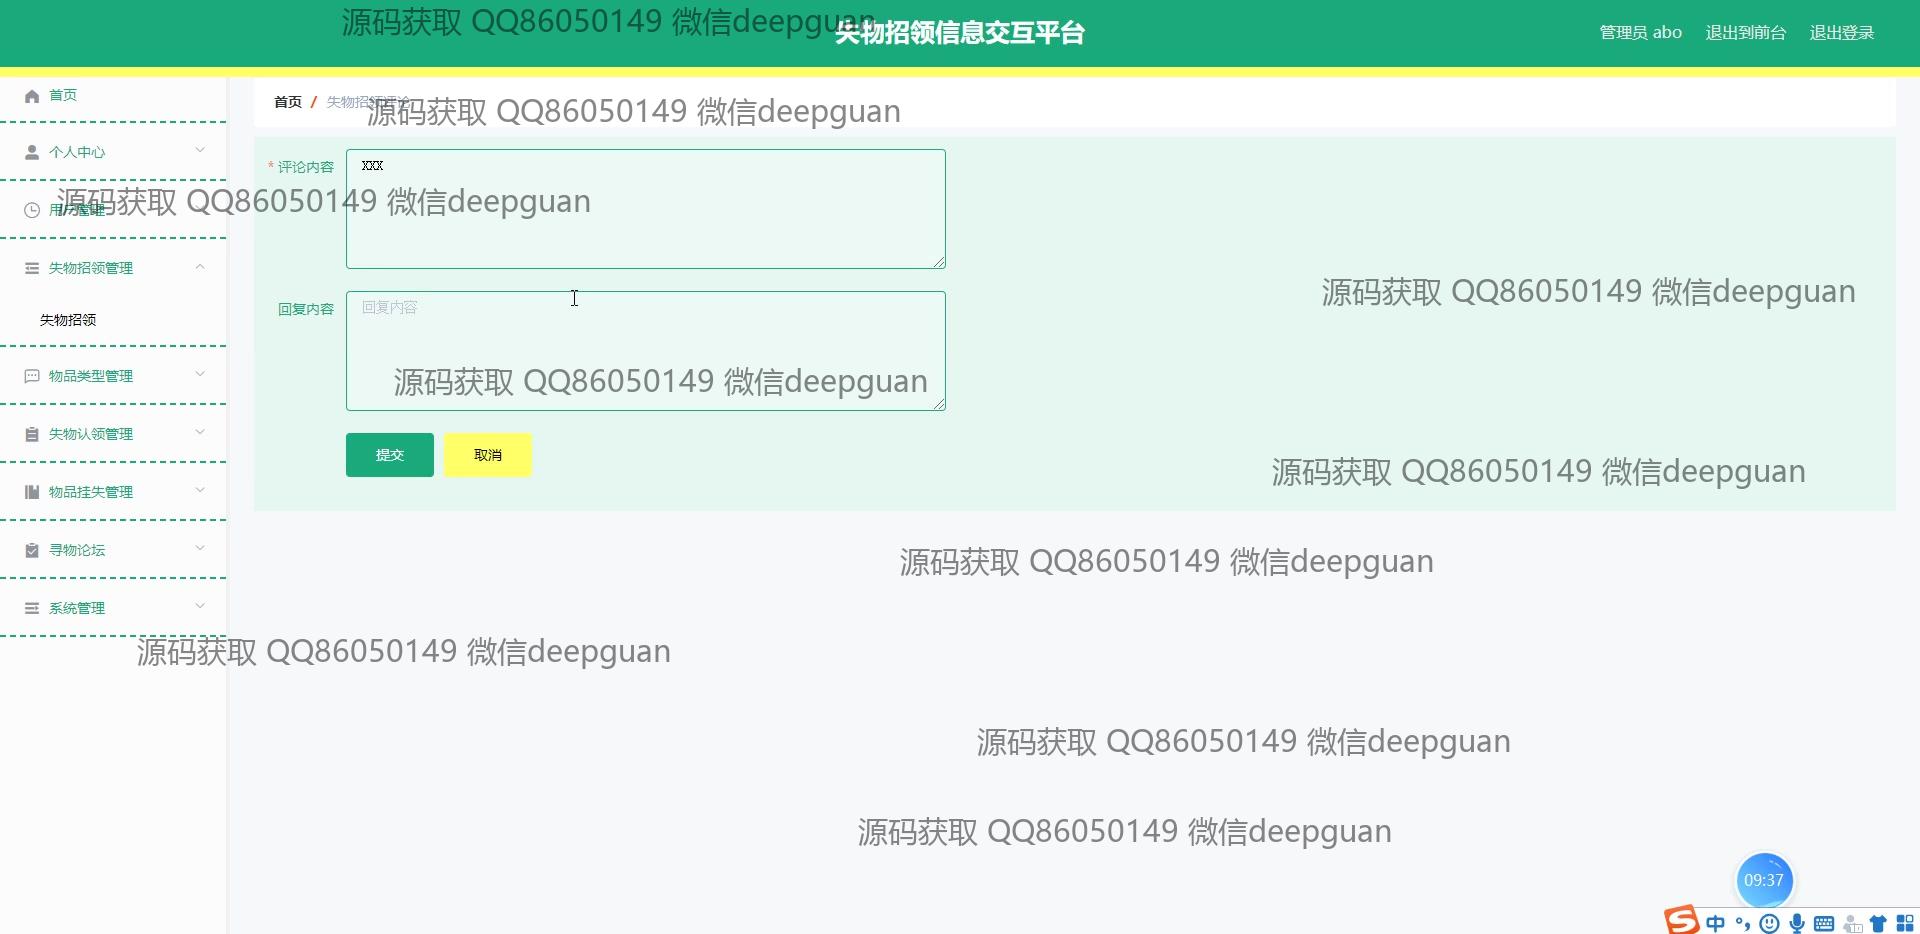 源码获取 QQ86050149 微信deepguan
失物招领信息交互平台
管理员 abo 退出到前台 退出登录
首页
首页 / 失物招领评论
源码获取 QQ86050149 微信deepguan
个人中心
* 评论内容
xxx
源码获取 QQ86050149 微信deepguan
用户管理
失物招领管理
源码获取 QQ86050149 微信deepguan
回复内容
回复内容
失物招领
物品类型管理
源码获取 QQ86050149 微信deepguan
失物认领管理
提交 取消
源码获取 QQ86050149 微信deepguan
物品挂失管理
寻物论坛
源码获取 QQ86050149 微信deepguan
系统管理
源码获取 QQ86050149 微信deepguan
源码获取 QQ86050149 微信deepguan
源码获取 QQ86050149 微信deepguan
09:37
S 中